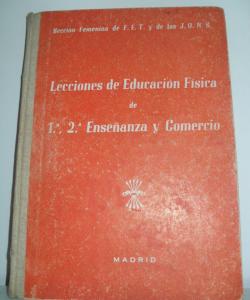 Sección Femenina de F.E.T. y de las J.O.N.S.
Lecciones de Educación Física
de
1.ª, 2.ª Enseñanza y Comercio
MADRID